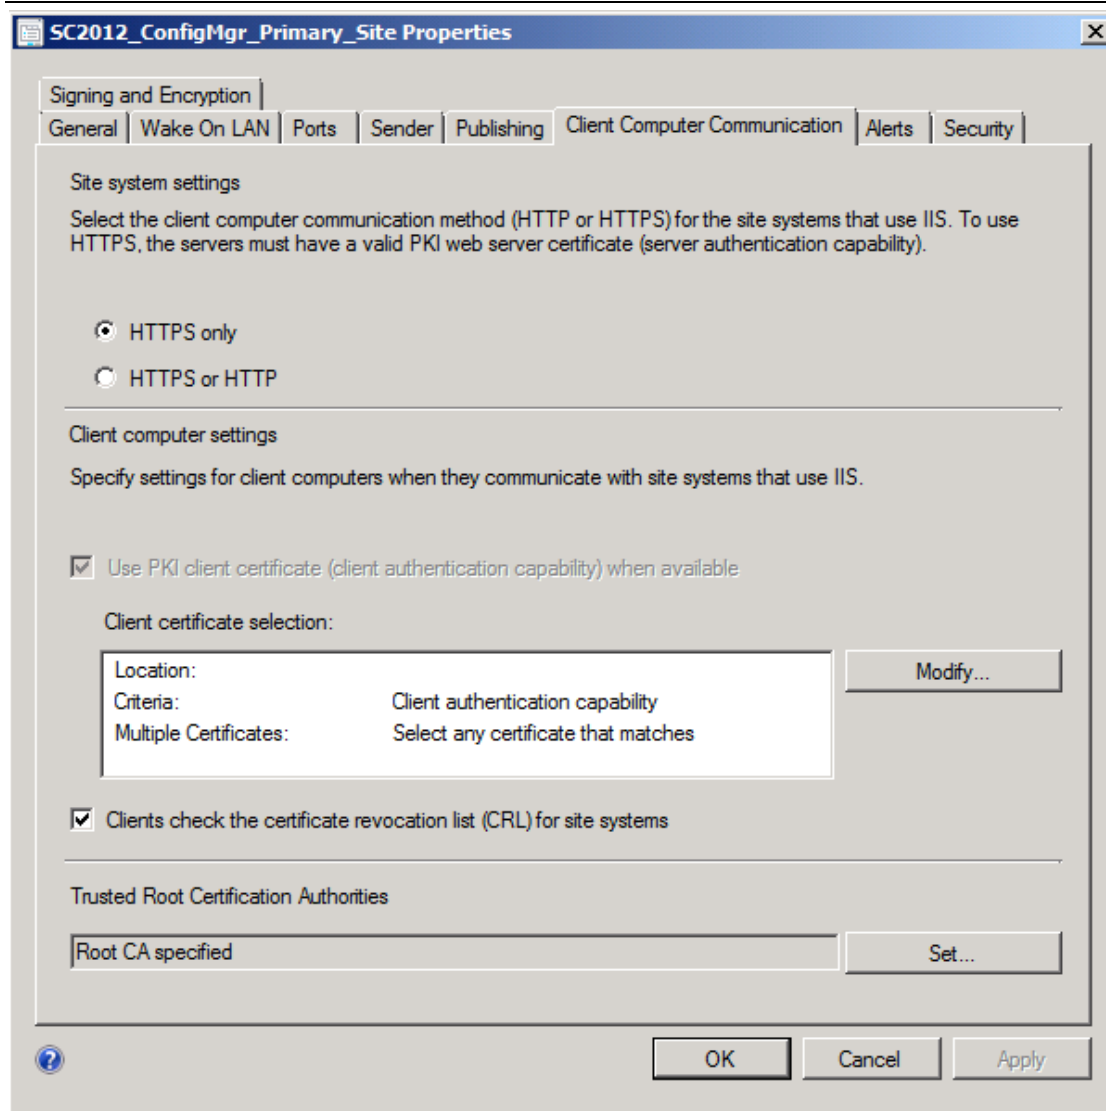 SC2012_ConfigMgr_Primary_Site Properties
Signing and Encryption
General Wake On LAN Ports Sender Publishing Client Computer Communication Alerts Security
Site system settings
Select the client computer communication method (HTTP or HTTPS) for the site systems that use IIS. To use
HTTPS, the servers must have a valid PKI web server certificate (server authentication capability).
HTTPS only
HTTPS or HTTP
Client computer settings
Specify settings for client computers when they communicate with site systems that use IIS.
Use PKI client certificate (client authentication capability) when available
Client certificate selection:
Location:
Modify...
Criteria: Client authentication capability
Multiple Certificates: Select any certificate that matches
Clients check the certificate revocation list (CRL) for site systems
Trusted Root Certification Authorities
Root CA specified
Set...
OK Cancel Apply